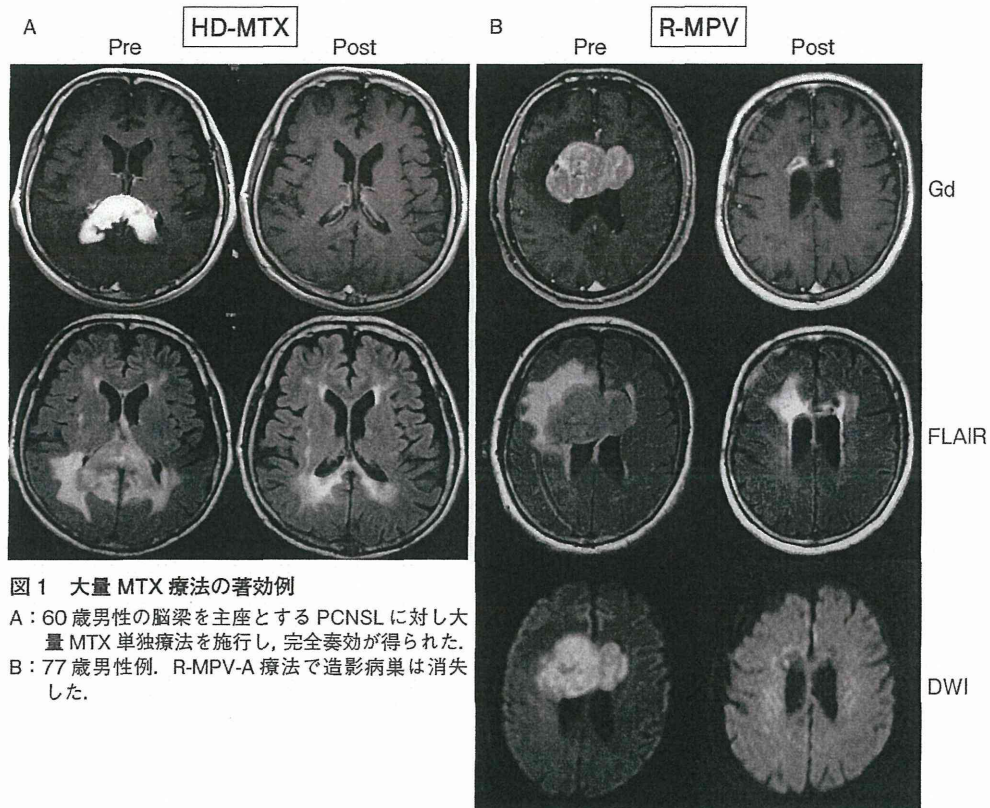 A
HD-MTX
Pre
Post
B
R-MPV
Pre
Post
Gd
FLAIR
DWI
図1 大量 MTX 療法の著効例
A：60 歳男性の脳梁を主座とする PCNSL に対し大
量 MTX 単独療法を施行し, 完全奏効が得られた.
B：77 歳男性例. R-MPV-A 療法で造影病巣は消失
した.